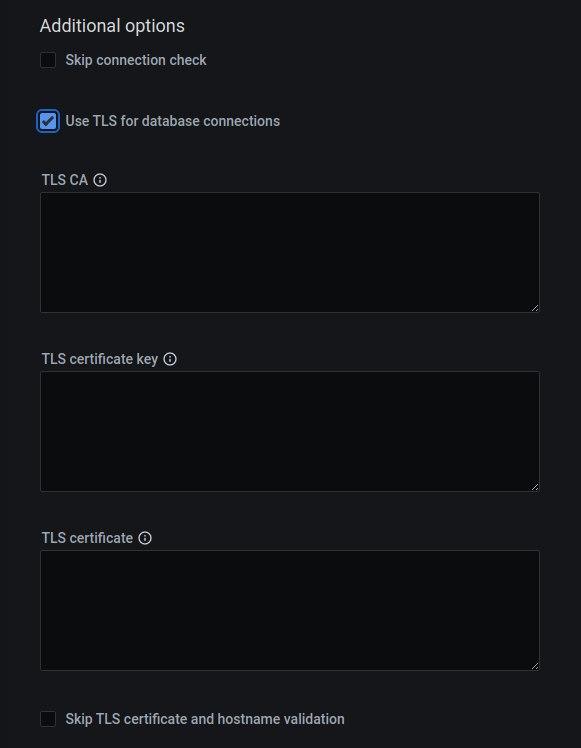 Additional options
Skip connection check
Use TLS for database connections
TLS CA
TLS certificate key
TLS certificate
Skip TLS certificate and hostname validation